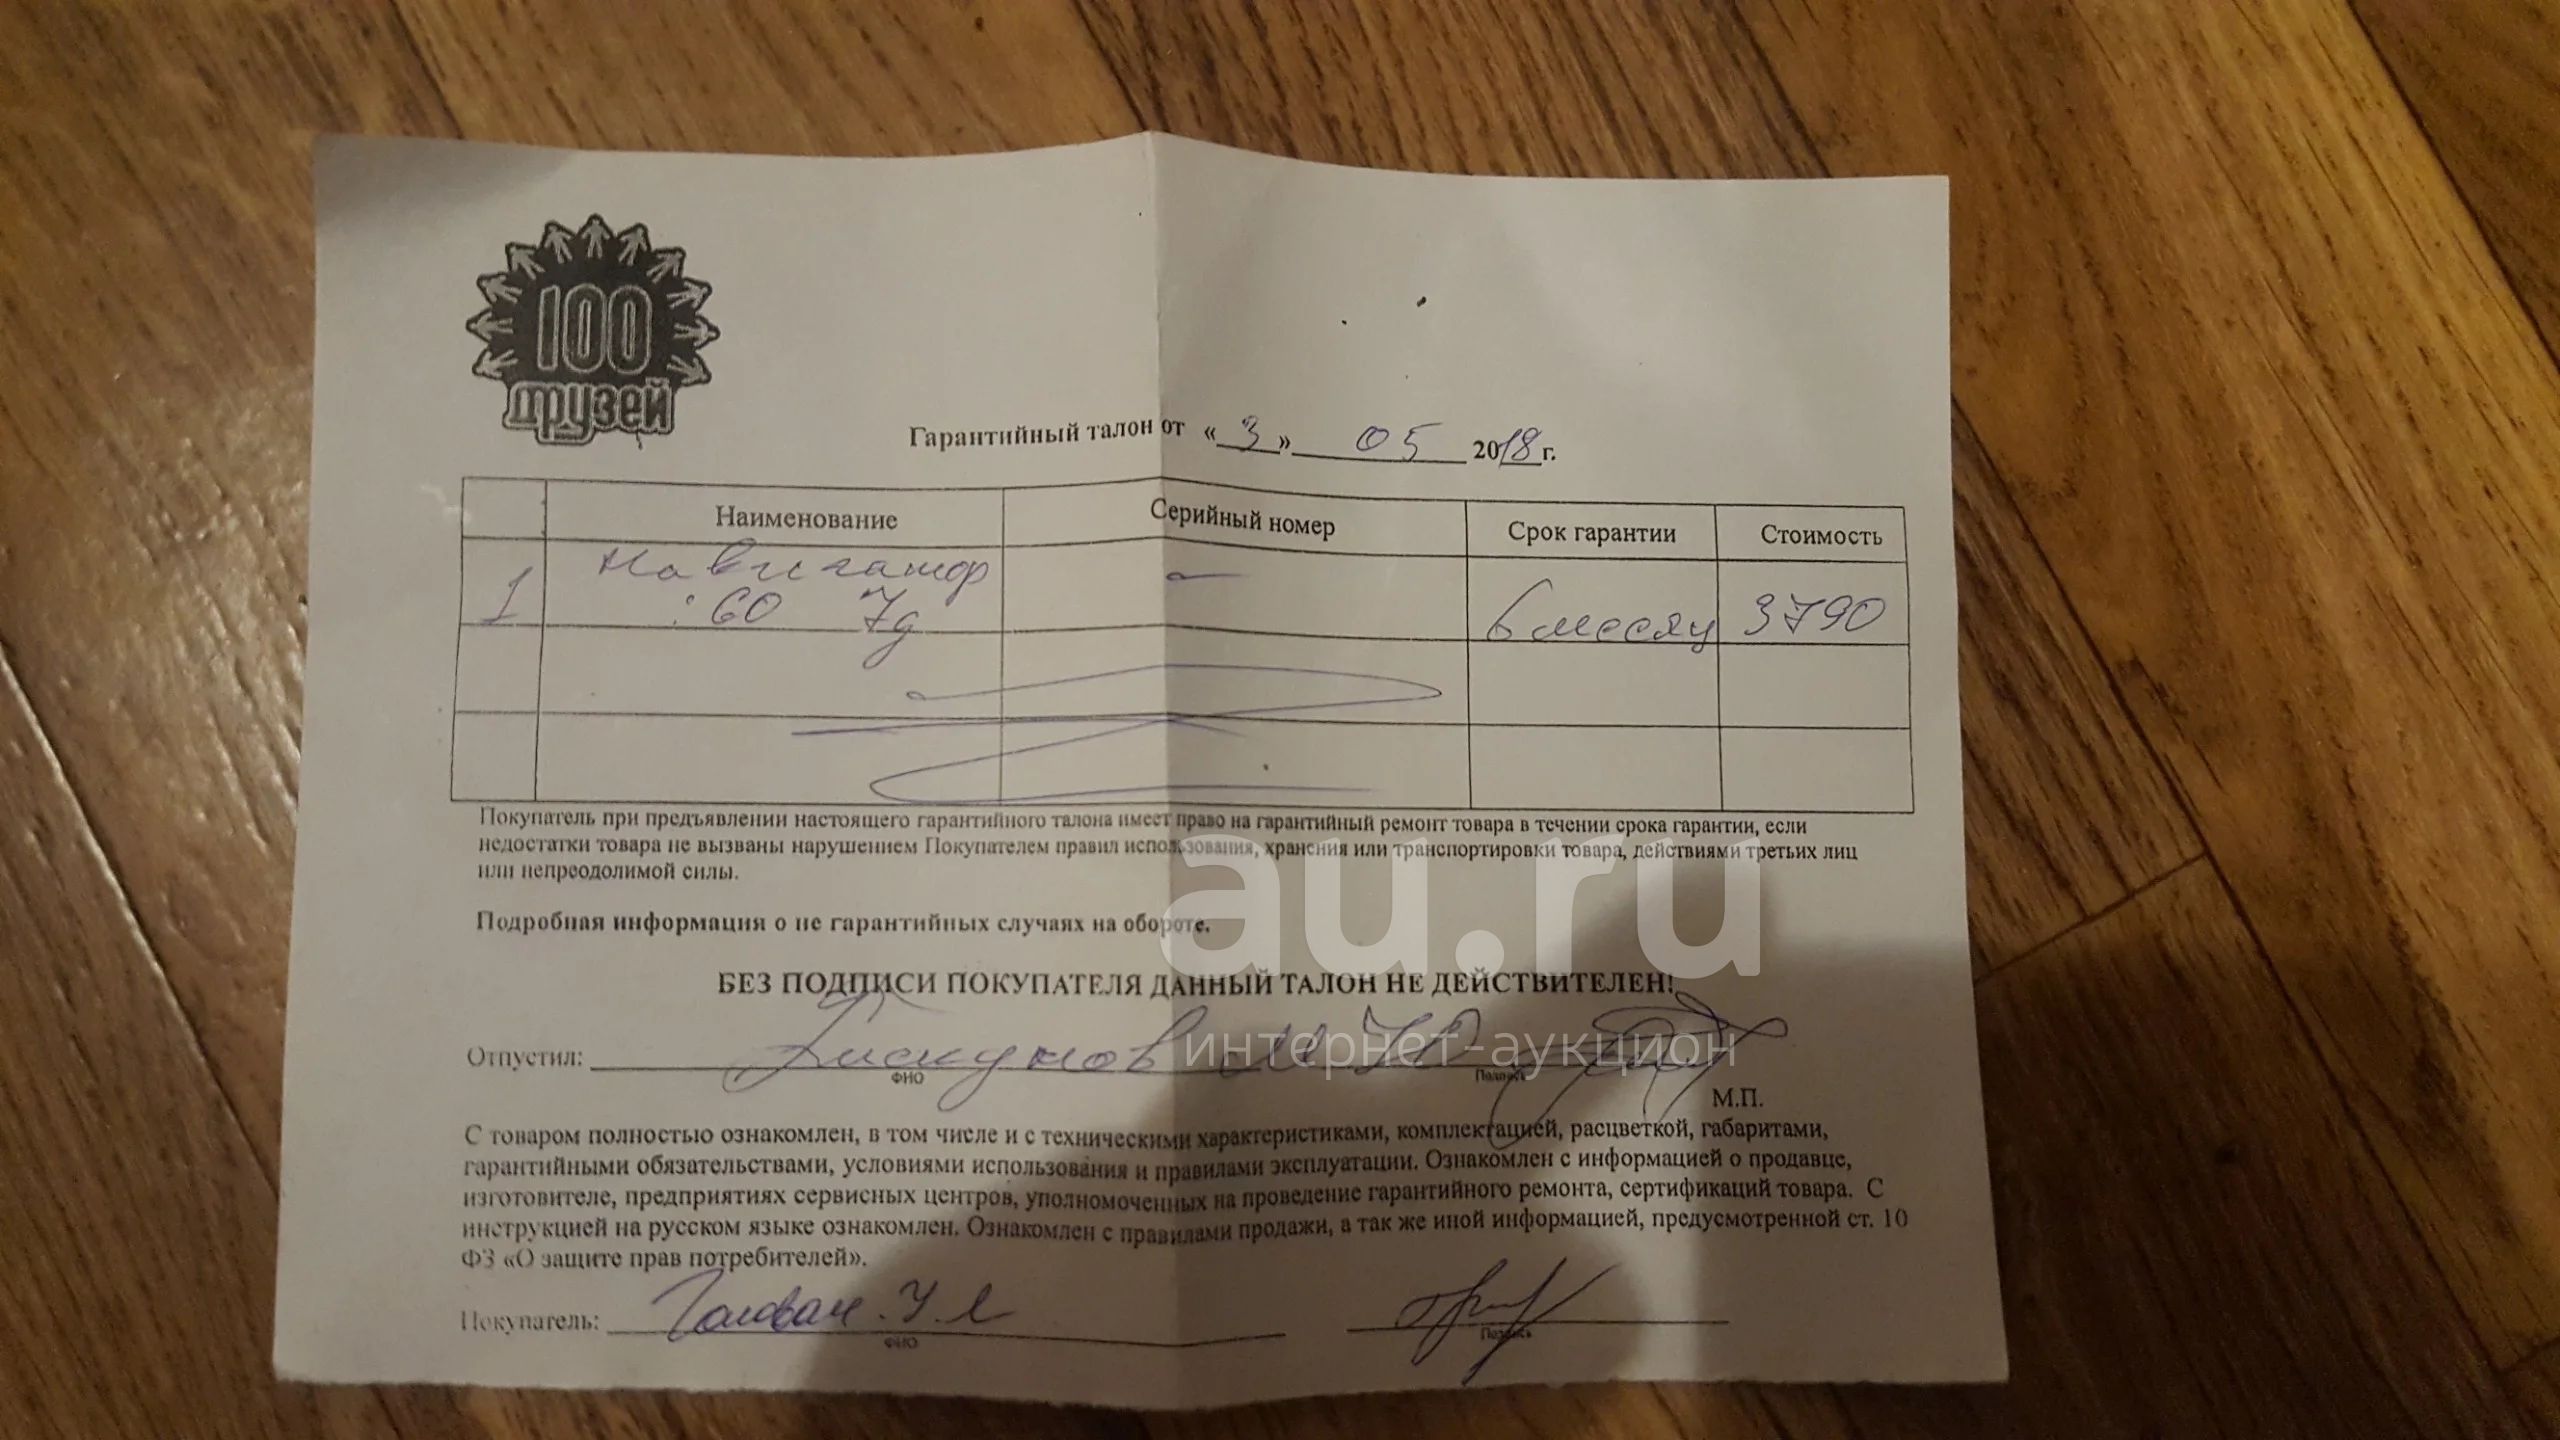 100
друзей
Гарантийный талон от «3» 05 2018 г.
Наименование Серийный номер Срок гарантии Стоимость
1 Навигатор 6 месяц 3790
:60 7д
Покупатель при предъявлении настоящего гарантийного талона имеет право на гарантийный ремонт товара в течении срока гарантии, если
недостатки товара не вызваны нарушением Покупателем правил использования, хранения или транспортировки товара, действиями третьих лиц
или непреодолимой силы.
au.ru
Подробная информация о не гарантийных случаях на обороте.
БЕЗ ПОДПИСИ ПОКУПАТЕЛЯ ДАННЫЙ ТАЛОН НЕ ДЕЙСТВИТЕЛЕН!
интернет-аукцион
Отпустил: Пискунов М Ю
ФИО Подпись
М.П.
С товаром полностью ознакомлен, в том числе и с техническими характеристиками, комплектацией, расцветкой, габаритами,
гарантийными обязательствами, условиями использования и правилами эксплуатации. Ознакомлен с информацией о продавце,
изготовителе, предприятиях сервисных центров, уполномоченных на проведение гарантийного ремонта, сертификаций товара. С
инструкцией на русском языке ознакомлен. Ознакомлен с правилами продажи, а так же иной информацией, предусмотренной ст. 10
ФЗ «О защите прав потребителей».
Покупатель:
ФИО Подпись